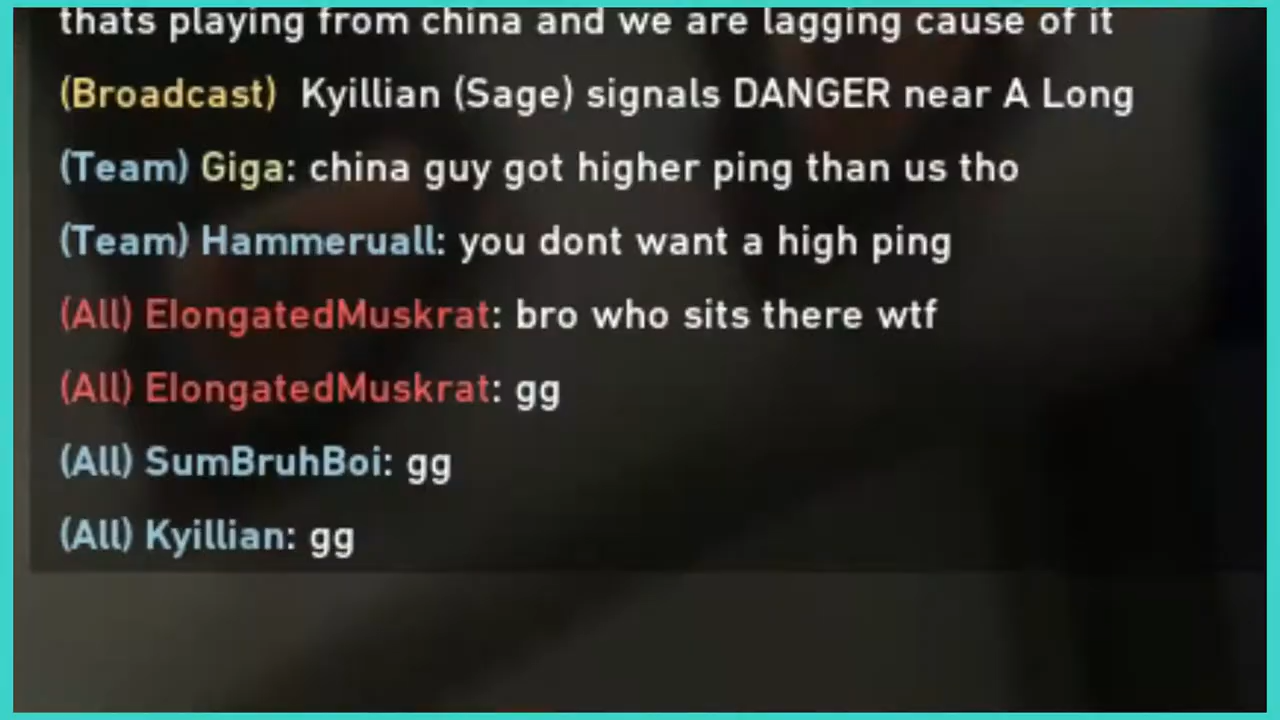 thats playing from china and we are lagging cause of it
(Broadcast) Kyillian (Sage) signals DANGER near A Long
(Team) Giga: china guy got higher ping than us tho
(Team) Hammeruall: you dont want a high ping
(All) ElongatedMuskrat: bro who sits there wtf
(All) ElongatedMuskrat: gg
(All) SumBruhBoi: gg
(All) Kyillian: gg